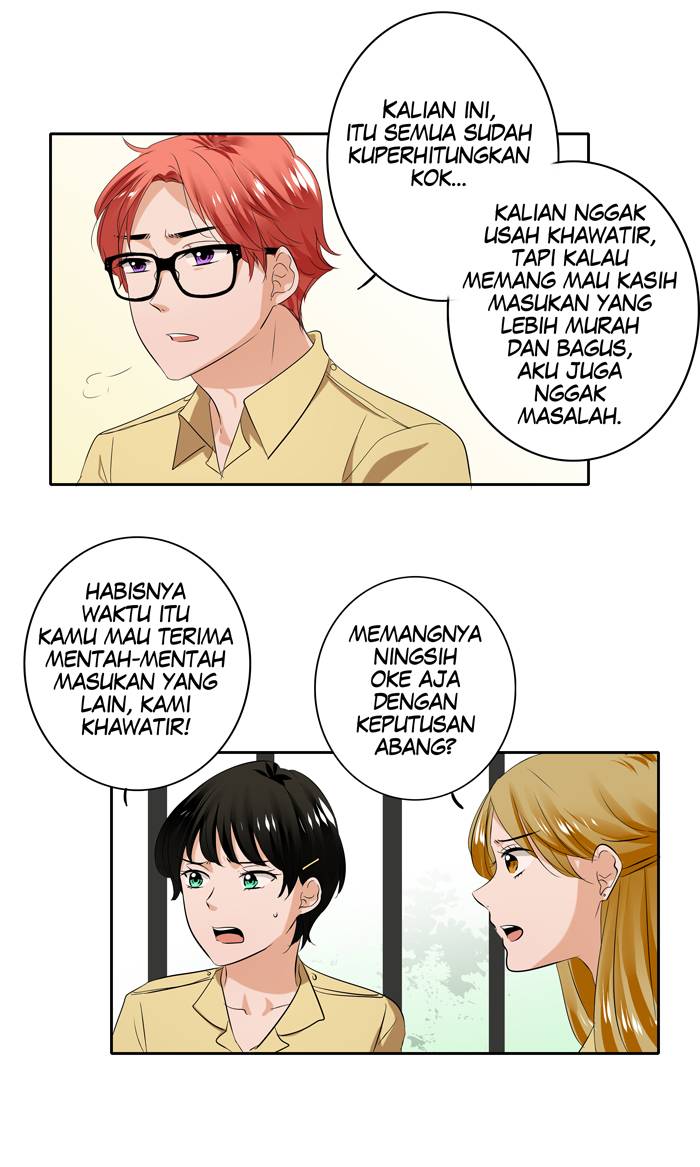 KALIAN INI,
ITU SEMUA SUDAH
KUPERHITUNGKAN
KOK...
KALIAN NGGAK
USAH KHAWATIR,
TAPI KALAU
MEMANG MAU KASIH
MASUKAN YANG
LEBIH MURAH
DAN BAGUS,
AKU JUGA
NGGAK
MASALAH.
HABISNYA
WAKTU ITU
KAMU MAU TERIMA
MENTAH-MENTAH
MASUKAN YANG
LAIN, KAMI
KHAWATIR!
MEMANGNYA
NINGSIH
OKE AJA
DENGAN
KEPUTUSAN
ABANG?